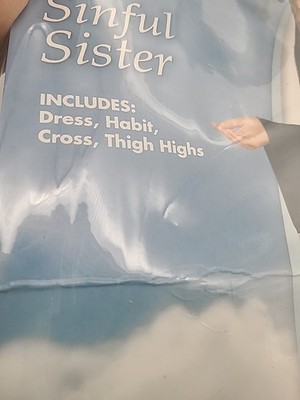 Sinful
Sister
INCLUDES:
Dress, Habit,
Cross, Thigh Highs